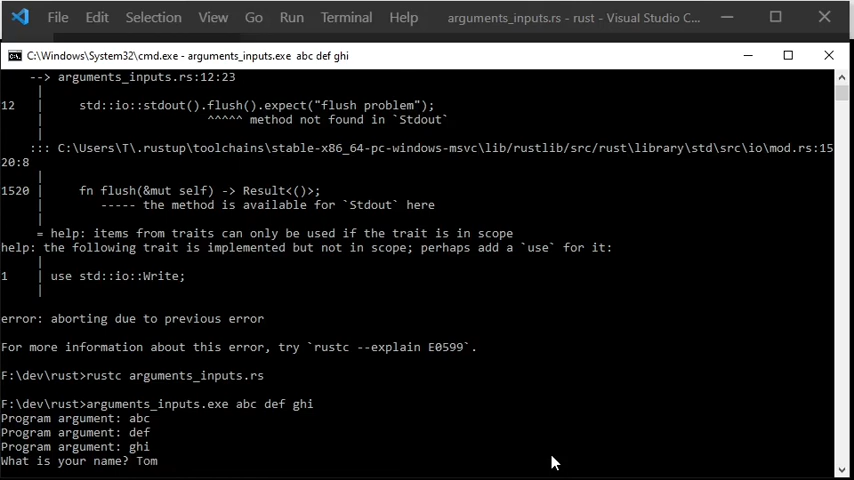 File Edit Selection View Go Run Terminal Help arguments_inputs.rs - rust - Visual Studio C...
C:\Windows\System32\cmd.exe - arguments_inputs.exe abc def ghi
--> arguments_inputs.rs:12:23
|
12 | std::io::stdout().flush().expect("flush problem");
| ^^^^^ method not found in `Stdout`
|
::: C:\Users\T\.rustup\toolchains\stable-x86_64-pc-windows-msvc\lib/rustlib/src/rust\library\std\src\io\mod.rs:15
20:8
|
1520 | fn flush(&mut self) -> Result<()>;
| ----- the method is available for `Stdout` here
|
= help: items from traits can only be used if the trait is in scope
help: the following trait is implemented but not in scope; perhaps add a `use` for it:
|
1 | use std::io::Write;
|
error: aborting due to previous error
For more information about this error, try `rustc --explain E0599`.
F:\dev\rust>rustc arguments_inputs.rs
F:\dev\rust>arguments_inputs.exe abc def ghi
Program argument: abc
Program argument: def
Program argument: ghi
What is your name? Tom